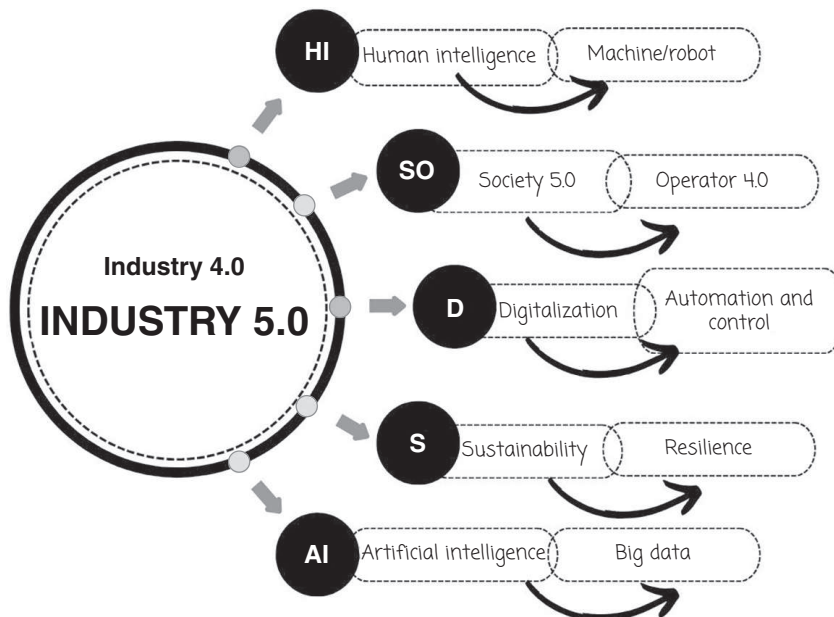 HI
Human intelligence
Machine/robot
SO
Society 5.0
Operator 4.0
Industry 4.0
INDUSTRY 5.0
D
Digitalization
Automation and
control
S
Sustainability
Resilience
AI
Artificial intelligence
Big data